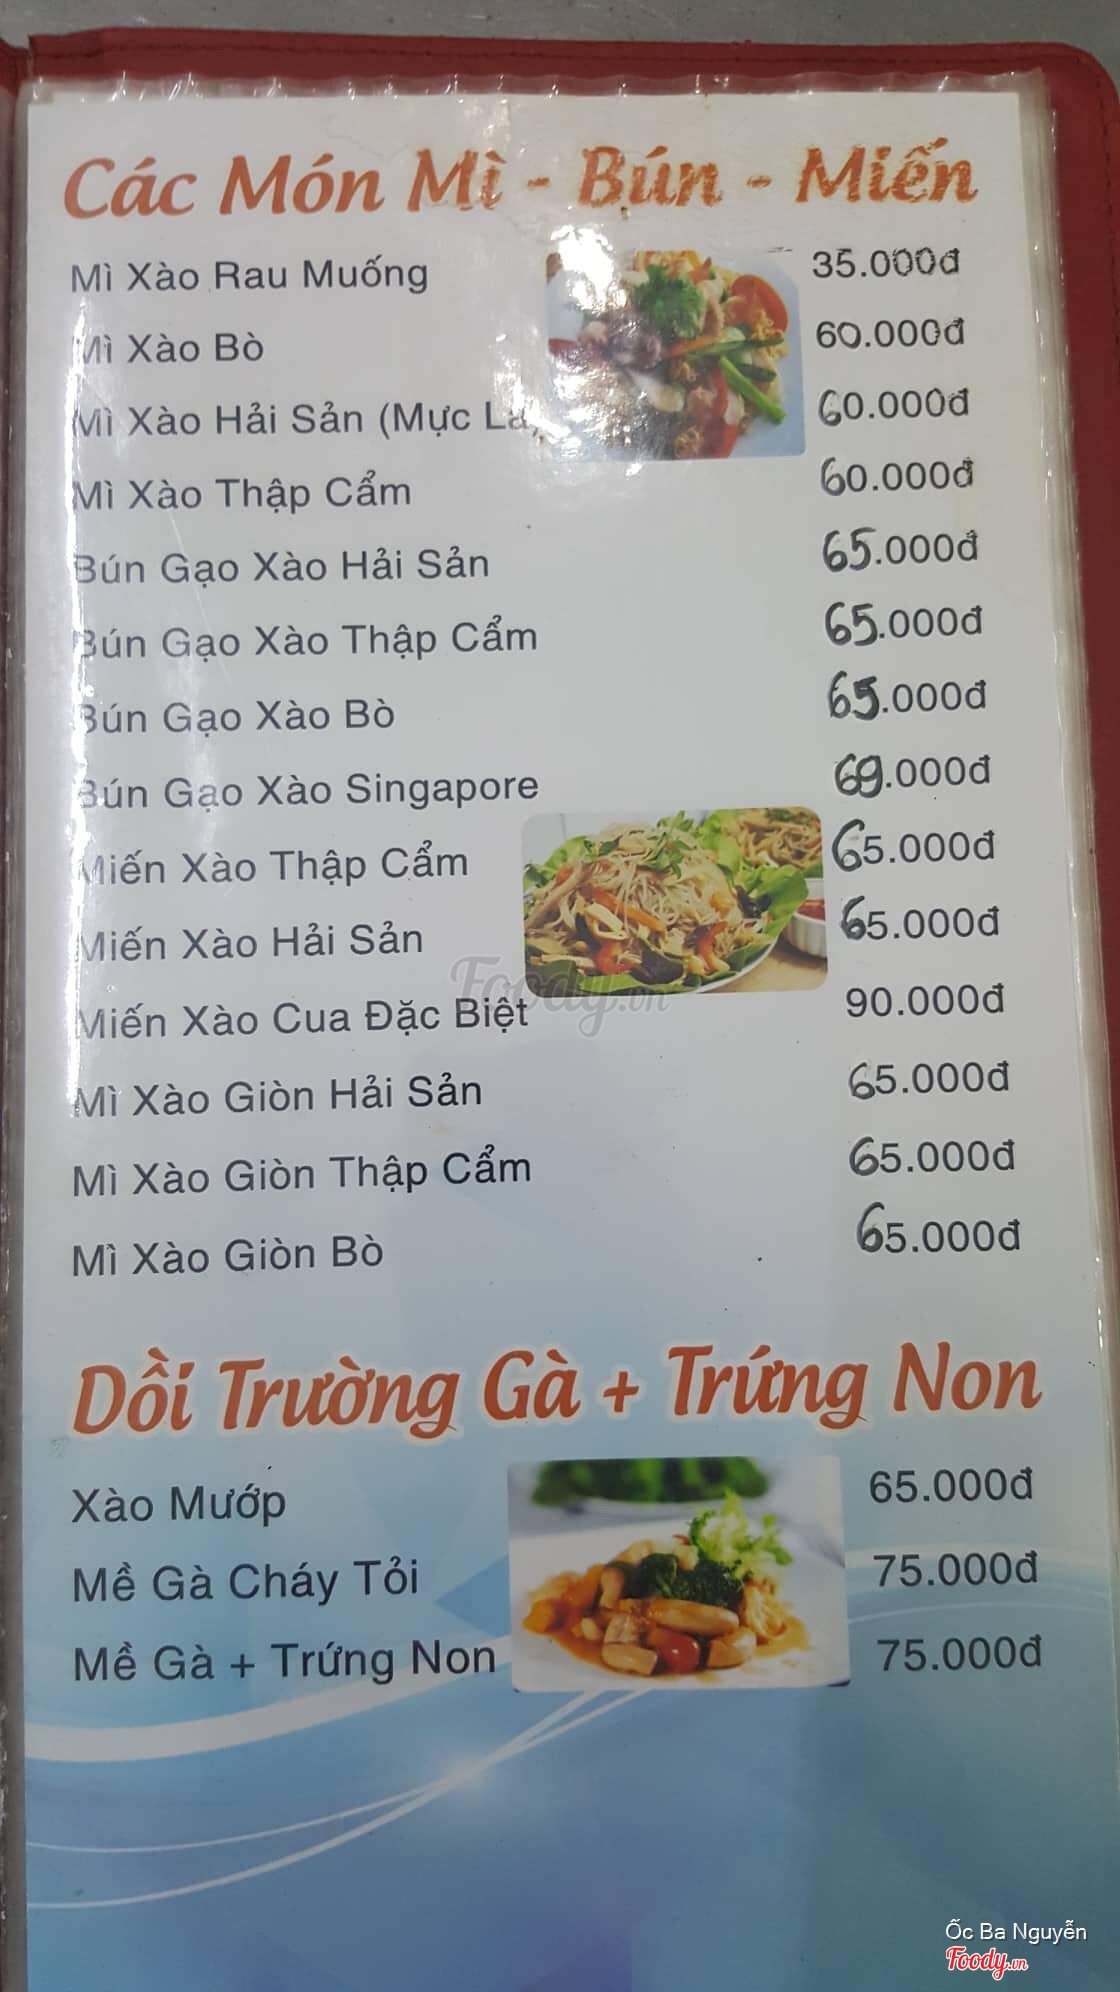 Các Món Mì - Bún - Miến
Mì Xào Rau Muống 35.000đ
Mì Xào Bò 60.000đ
Mì Xào Hải Sản (Mực Lá) 60.000đ
Mì Xào Thập Cẩm 60.000đ
Bún Gạo Xào Hải Sản 65.000đ
Bún Gạo Xào Thập Cẩm 65.000đ
Bún Gạo Xào Bò 65.000đ
Bún Gạo Xào Singapore 69.000đ
Miến Xào Thập Cẩm 65.000đ
Miến Xào Hải Sản 65.000đ
Foody.vn
Miến Xào Cua Đặc Biệt 90.000đ
Mì Xào Giòn Hải Sản 65.000đ
Mì Xào Giòn Thập Cẩm 65.000đ
Mì Xào Giòn Bò 65.000đ
Dồi Trường Gà + Trứng Non
Xào Mướp 65.000đ
Mề Gà Cháy Tỏi 75.000đ
Mề Gà + Trứng Non 75.000đ
Ốc Ba Nguyễn
Foody.vn